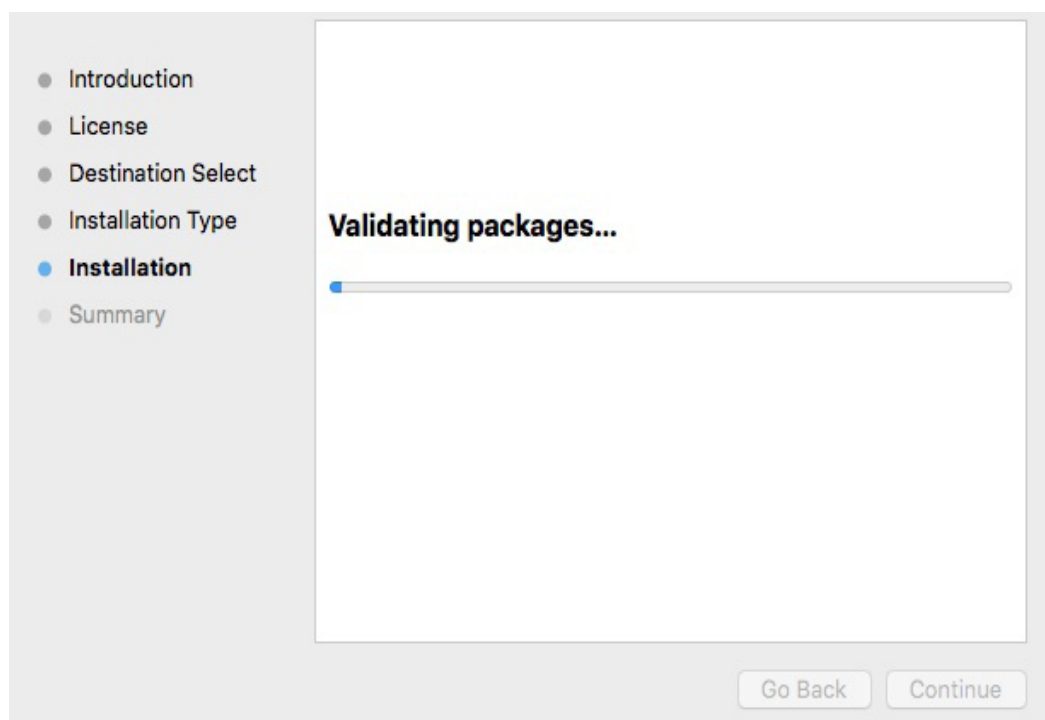 Introduction
License
Destination Select
Installation Type
Installation
Summary
Validating packages...
Go Back
Continue